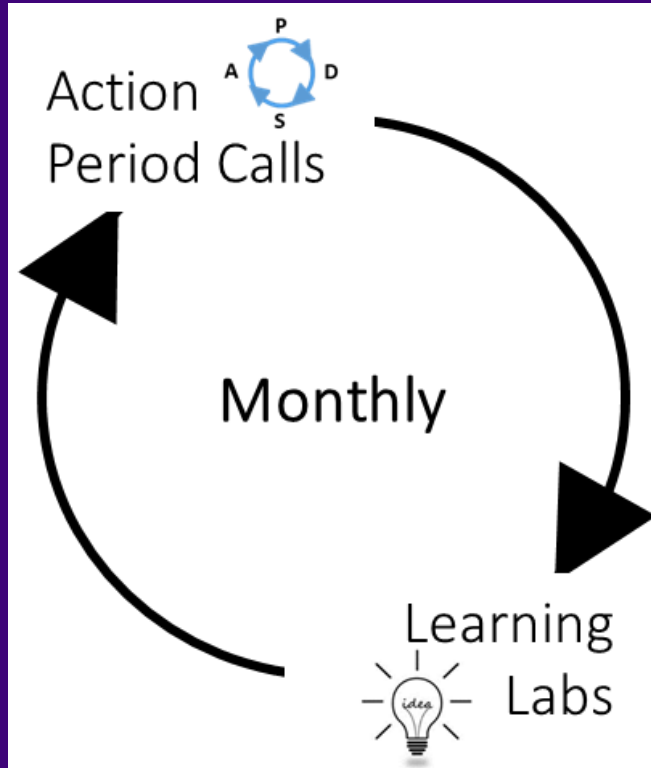 P
A
D
S
Action
Period Calls
Monthly
Learning
Labs
idea